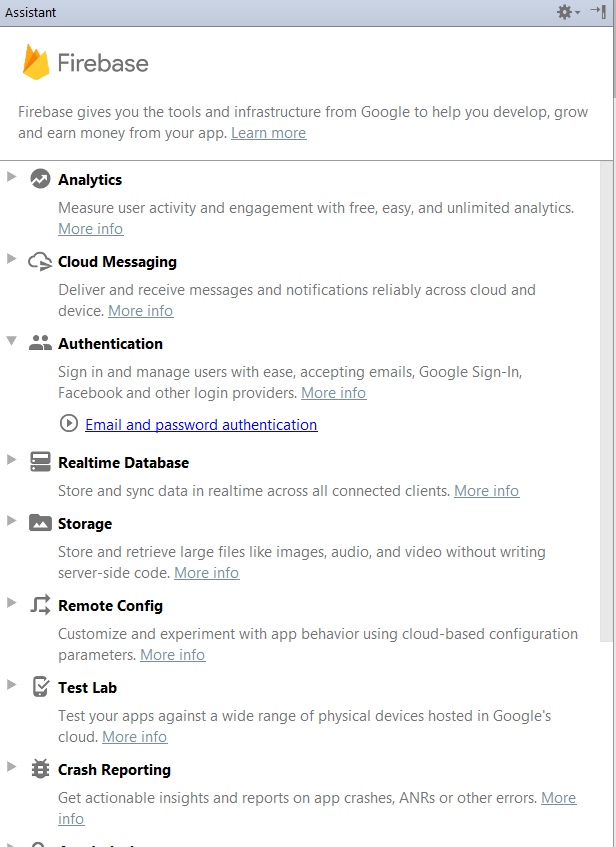 Assistant
Firebase
Firebase gives you the tools and infrastructure from Google to help you develop, grow
and earn money from your app. Learn more
Analytics
Measure user activity and engagement with free, easy, and unlimited analytics.
More info
Cloud Messaging
Deliver and receive messages and notifications reliably across cloud and
device. More info
Authentication
Sign in and manage users with ease, accepting emails, Google Sign-In,
Facebook and other login providers. More info
Email and password authentication
Realtime Database
Store and sync data in realtime across all connected clients. More info
Storage
Store and retrieve large files like images, audio, and video without writing
server-side code. More info
Remote Config
Customize and experiment with app behavior using cloud-based configuration
parameters. More info
Test Lab
Test your apps against a wide range of physical devices hosted in Google's
cloud. More info
Crash Reporting
Get actionable insights and reports on app crashes, ANRs or other errors. More
info